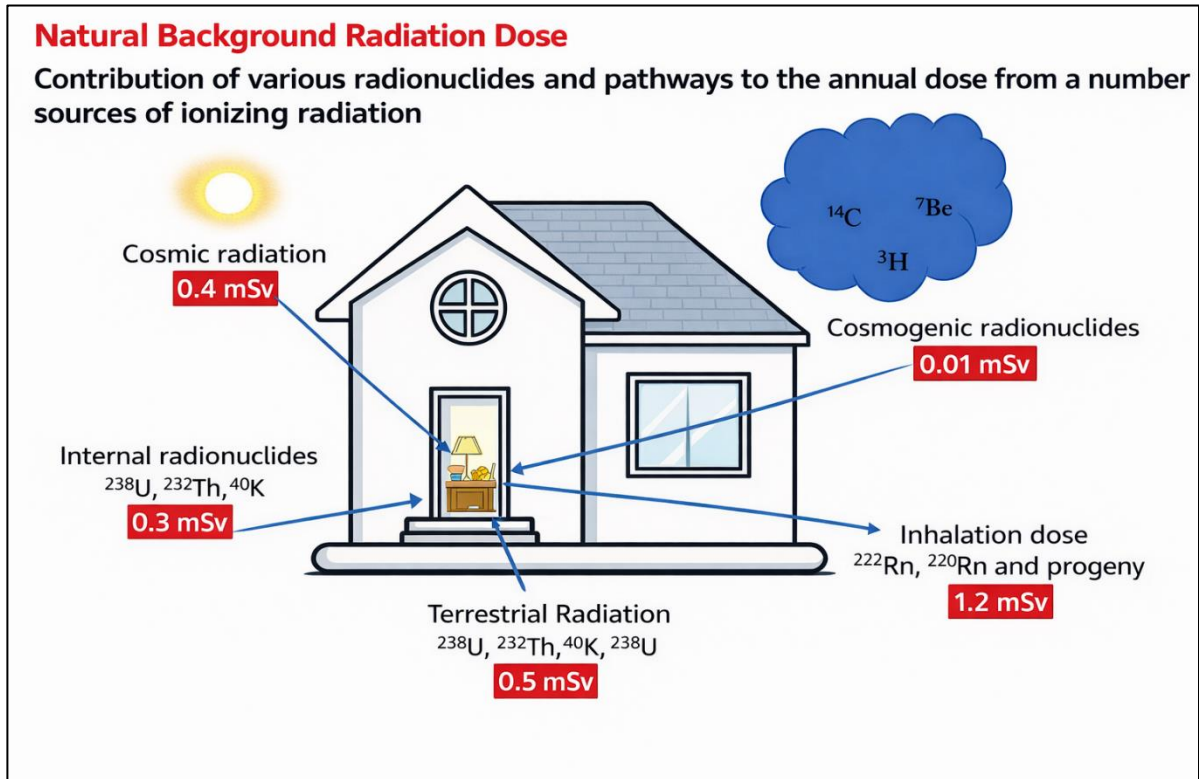 Natural Background Radiation Dose
Contribution of various radionuclides and pathways to the annual dose from a number
sources of ionizing radiation
¹⁴C
⁷Be
³H
Cosmic radiation
0.4 mSv
Cosmogenic radionuclides
0.01 mSv
Internal radionuclides
²³⁸U, ²³²Th,⁴⁰K
0.3 mSv
Inhalation dose
²²²Rn, ²²⁰Rn and progeny
1.2 mSv
Terrestrial Radiation
²³⁸U, ²³²Th,⁴⁰K, ²³⁸U
0.5 mSv